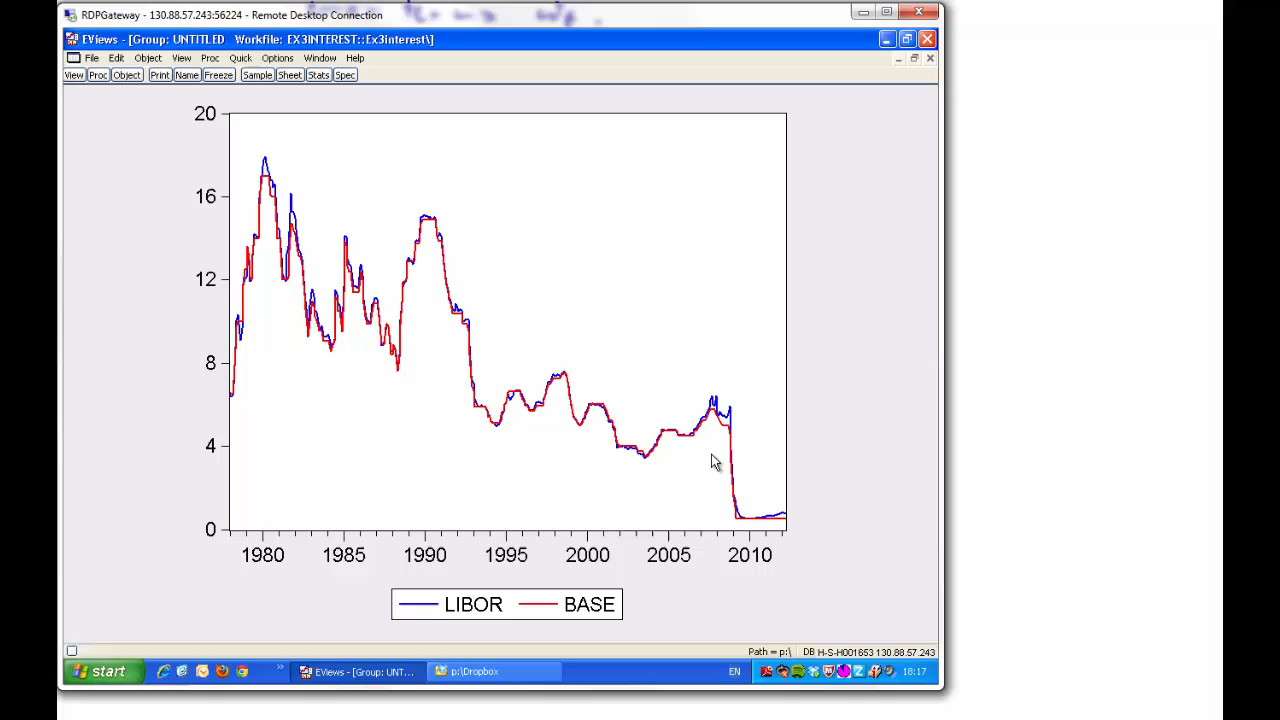 RDPGateway - 130.88.57.243:56224 - Remote Desktop Connection
EViews - [Group: UNTITLED Workfile: EX3INTEREST::Ex3interest\]
File Edit Object View Proc Quick Options Window Help
View Proc Object Print Name Freeze Sample Sheet Stats Spec
20
16
12
8
4
0
1980 1985 1990 1995 2000 2005 2010
LIBOR BASE
Path = p:\ DB H-S-H001653 130.88.57.243
start » EViews - [Group: UNT... p:\Dropbox EN 18:17